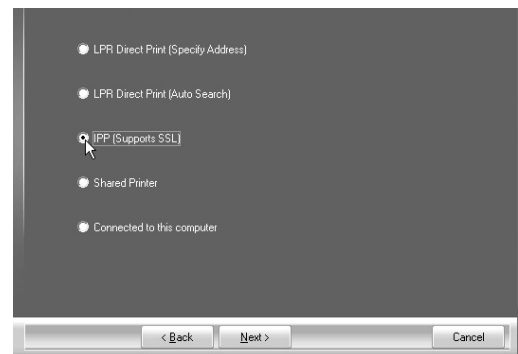 LPR Direct Print (Specify Address)
LPR Direct Print (Auto Search)
IPP (Supports SSL)
Shared Printer
Connected to this computer
< Back Next > Cancel